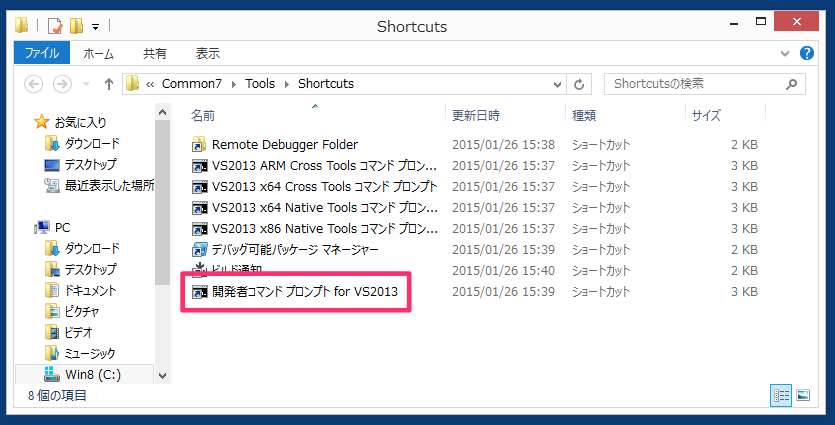 Shortcuts
ファイル ホーム 共有 表示
« Common7 Tools Shortcuts Shortcutsの検索
名前 更新日時 種類 サイズ
お気に入り
ダウンロード
デスクトップ
最近表示した場所
PC
ダウンロード
デスクトップ
ドキュメント
ピクチャ
ビデオ
ミュージック
Win8 (C:)
Remote Debugger Folder 2015/01/26 15:38 ショートカット 2 KB
VS2013 ARM Cross Tools コマンド プロン... 2015/01/26 15:37 ショートカット 3 KB
VS2013 x64 Cross Tools コマンド プロンプト 2015/01/26 15:37 ショートカット 3 KB
VS2013 x64 Native Tools コマンド プロン... 2015/01/26 15:37 ショートカット 3 KB
VS2013 x86 Native Tools コマンド プロン... 2015/01/26 15:37 ショートカット 3 KB
デバッグ可能パッケージ マネージャー 2015/01/26 15:39 ショートカット 2 KB
ビルド通知 2015/01/26 15:40 ショートカット 2 KB
開発者コマンド プロンプト for VS2013 2015/01/26 15:39 ショートカット 3 KB
8 個の項目